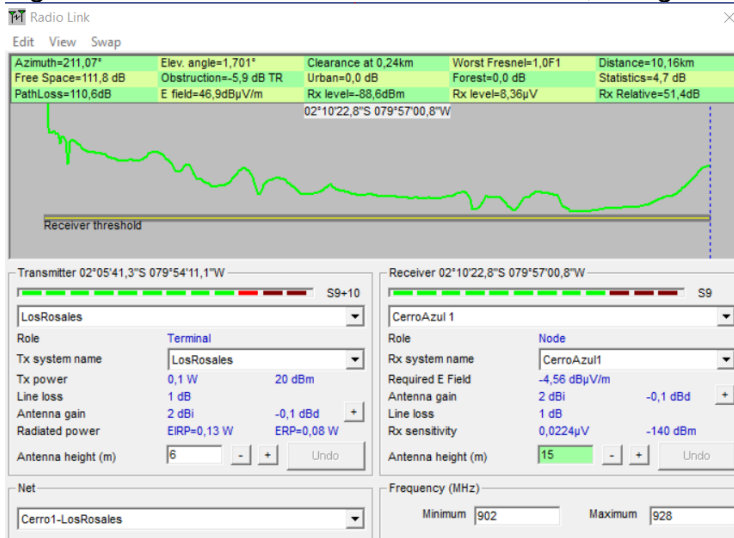 Radio Link
Edit View Swap
Azimuth=211,07° Elev. angle=1,701° Clearance at 0,24km Worst Fresnel=1,0F1 Distance=10,16km
Free Space=111,8 dB Obstruction=-5,9 dB TR Urban=0,0 dB Forest=0,0 dB Statistics=4,7 dB
PathLoss=110,6dB E field=46,9dBµV/m Rx level=-88,6dBm Rx level=8,36µV Rx Relative=51,4dB
02°10'22,8"S 079°57'00,8"W
Receiver threshold
Transmitter 02°05'41,3"S 079°54'11,1"W
S9+10
LosRosales
Role Terminal
Tx system name LosRosales
Tx power 0,1 W 20 dBm
Line loss 1 dB
Antenna gain 2 dBi -0,1 dBd +
Radiated power EIRP=0,13 W ERP=0,08 W
Antenna height (m) 6 - + Undo
Net
Cerro1-LosRosales
Receiver 02°10'22,8"S 079°57'00,8"W
S9
CerroAzul 1
Role Node
Rx system name CerroAzul1
Required E Field -4,56 dBµV/m
Antenna gain 2 dBi -0,1 dBd +
Line loss 1 dB
Rx sensitivity 0,0224µV -140 dBm
Antenna height (m) 15 - + Undo
Frequency (MHz)
Minimum 902 Maximum 928